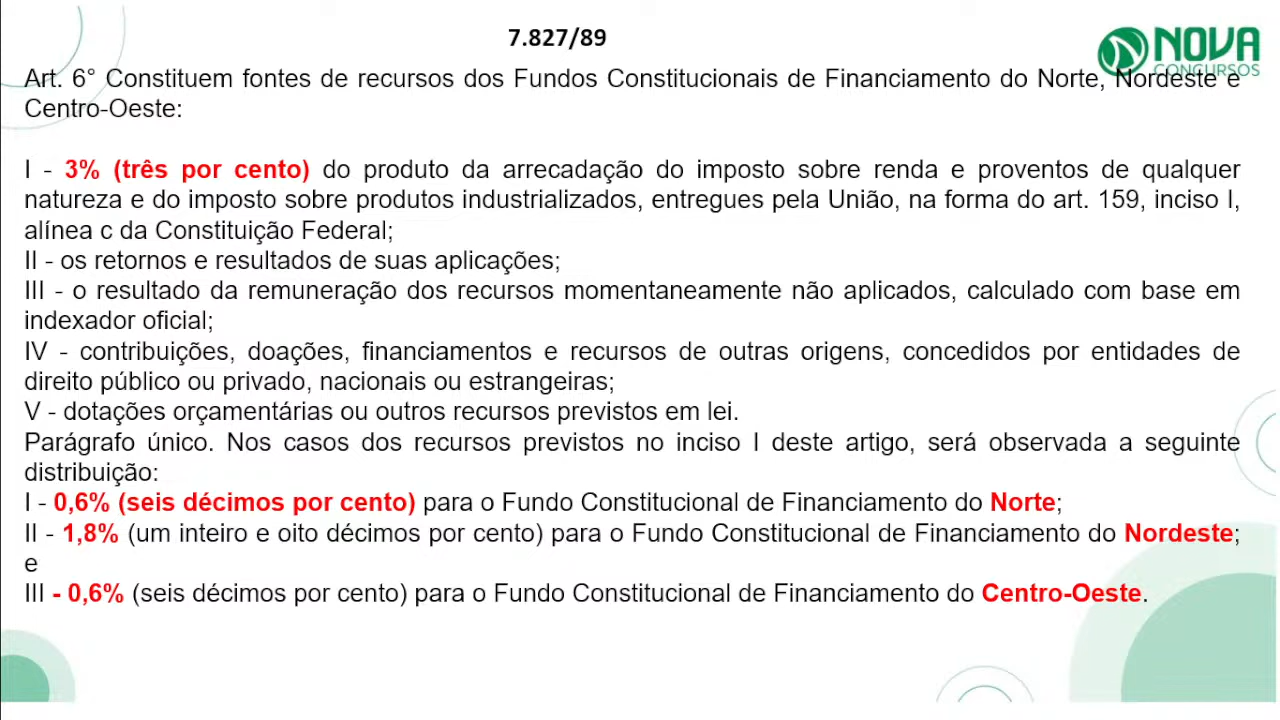 7.827/89
NOVA
CONCURSOS
Art. 6° Constituem fontes de recursos dos Fundos Constitucionais de Financiamento do Norte, Nordeste e
Centro-Oeste:
I - 3% (três por cento) do produto da arrecadação do imposto sobre renda e proventos de qualquer
natureza e do imposto sobre produtos industrializados, entregues pela União, na forma do art. 159, inciso I,
alínea c da Constituição Federal;
II - os retornos e resultados de suas aplicações;
III - o resultado da remuneração dos recursos momentaneamente não aplicados, calculado com base em
indexador oficial;
IV - contribuições, doações, financiamentos e recursos de outras origens, concedidos por entidades de
direito público ou privado, nacionais ou estrangeiras;
V - dotações orçamentárias ou outros recursos previstos em lei.
Parágrafo único. Nos casos dos recursos previstos no inciso I deste artigo, será observada a seguinte
distribuição:
I - 0,6% (seis décimos por cento) para o Fundo Constitucional de Financiamento do Norte;
II - 1,8% (um inteiro e oito décimos por cento) para o Fundo Constitucional de Financiamento do Nordeste;
e
III - 0,6% (seis décimos por cento) para o Fundo Constitucional de Financiamento do Centro-Oeste.